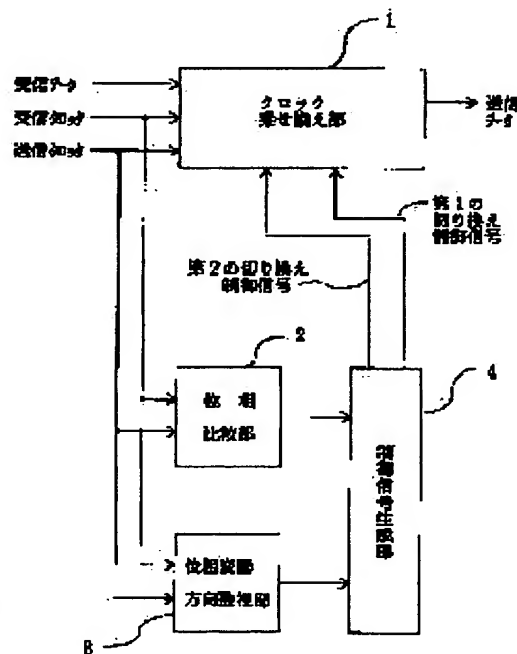 1
受信データ
受信クロック
送信クロック
クロック
乗せ換え部
送信
データ
第1の
切り換え
制御信号
第2の切り換え
制御信号
2
位 相
比較部
4
制御信号生成部
位相変動
方向監視部